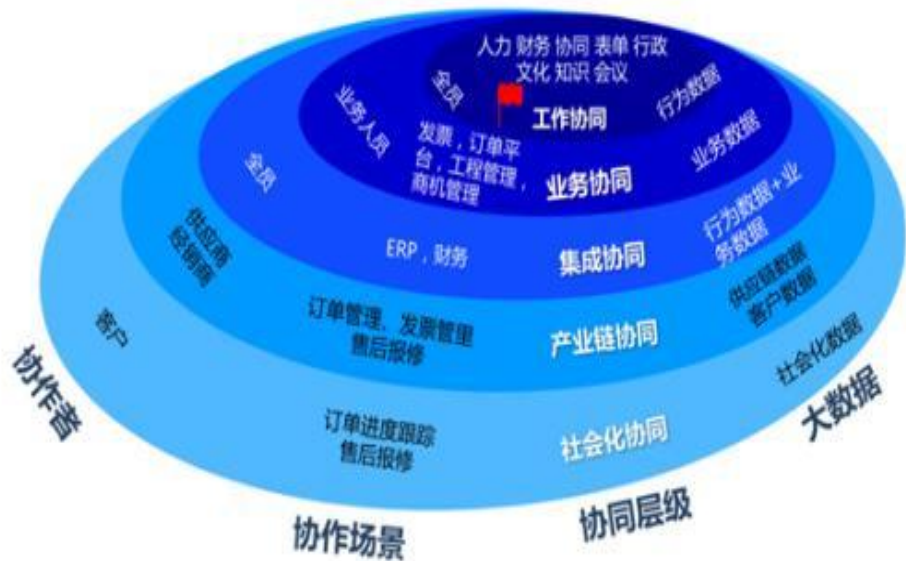 人力 财务 协同 表单 行政
文化 知识 会议
全员
工作协同
行为数据
业务人员
发票，订单平
台，工程管理，
商机管理
业务协同
业务数据
全员
ERP，财务
集成协同
行为数据+业
务数据
供应商
经销商
订单管理、发票管里
售后报修
产业链协同
供应链数据
客户数据
客户
订单进度跟踪
售后报修
社会化协同
社会化数据
协作者
协作场景
协同层级
大数据